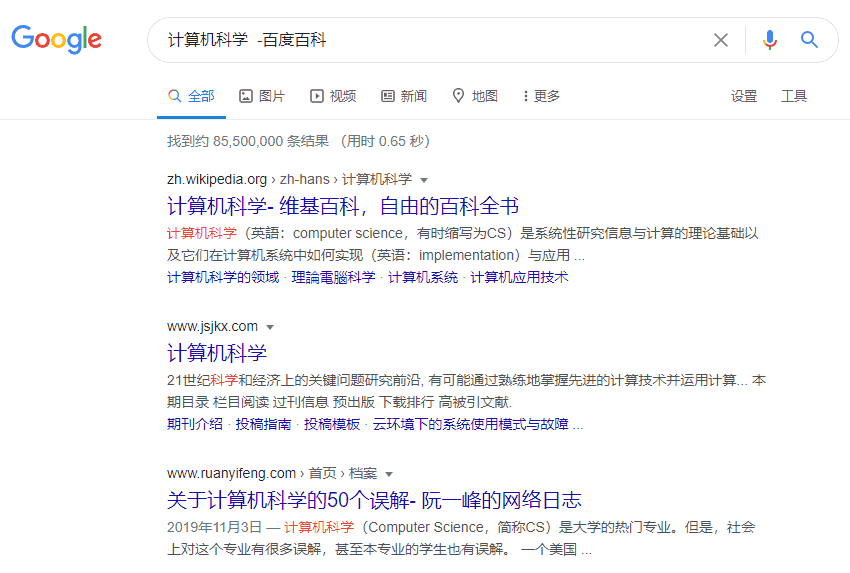 Google
计算机科学 -百度百科
全部 图片 视频 新闻 地图 更多 设置 工具
找到约 85,500,000 条结果 （用时 0.65 秒）
zh.wikipedia.org › zh-hans › 计算机科学
计算机科学- 维基百科，自由的百科全书
计算机科学（英語：computer science，有时缩写为CS）是系统性研究信息与计算的理论基础以
及它们在计算机系统中如何实现（英语：implementation）与应用 ...
计算机科学的领域 · 理論電腦科学 · 计算机系统 · 计算机应用技术
www.jsjkx.com
计算机科学
21世纪科学和经济上的关键问题研究前沿, 有可能通过熟练地掌握先进的计算技术并运用计算... 本
期目录 栏目阅读 过刊信息 预出版 下载排行 高被引文献.
期刊介绍 · 投稿指南 · 投稿模板 · 云环境下的系统使用模式与故障 ...
www.ruanyifeng.com › 首页 › 档案
关于计算机科学的50个误解- 阮一峰的网络日志
2019年11月3日 — 计算机科学（Computer Science，简称CS）是大学的热门专业。但是，社会
上对这个专业有很多误解，甚至本专业的学生也有误解。 一个美国 ...